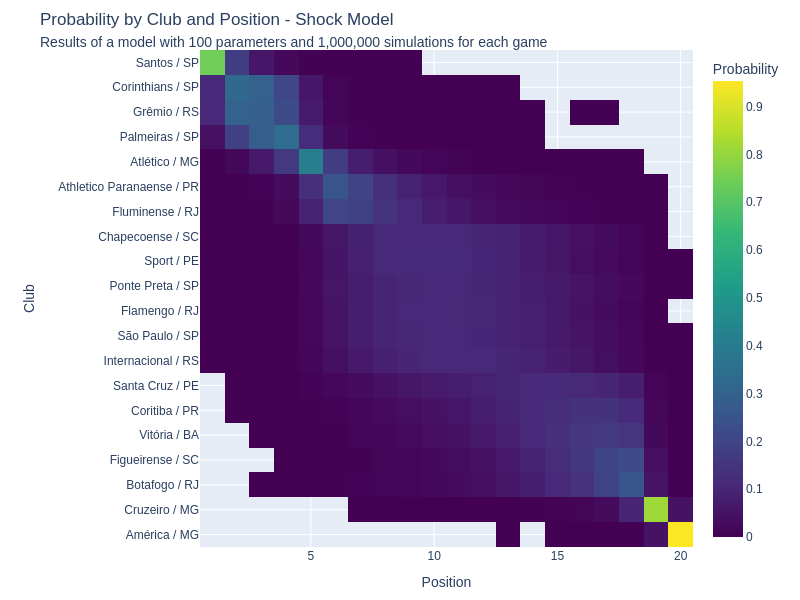 Probability by Club and Position - Shock Model
Results of a model with 100 parameters and 1,000,000 simulations for each game
Probability
Santos / SP
Corinthians / SP
Grêmio / RS
Palmeiras / SP
Atlético / MG
Athletico Paranaense / PR
Fluminense / RJ
Chapecoense / SC
Sport / PE
Ponte Preta / SP
Flamengo / RJ
São Paulo / SP
Internacional / RS
Santa Cruz / PE
Coritiba / PR
Vitória / BA
Figueirense / SC
Botafogo / RJ
Cruzeiro / MG
América / MG
Club
5
10
15
20
Position
0.9
0.8
0.7
0.6
0.5
0.4
0.3
0.2
0.1
0